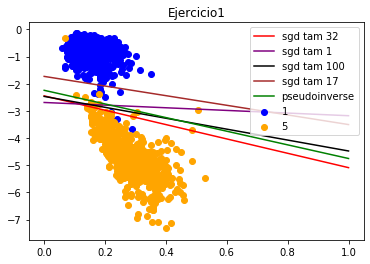 Ejercicio1
0
−1
−2
−3
−4
−5
−6
−7
0.0
0.2
0.4
0.6
0.8
1.0
sgd tam 32
sgd tam 1
sgd tam 100
sgd tam 17
pseudoinverse
1
5